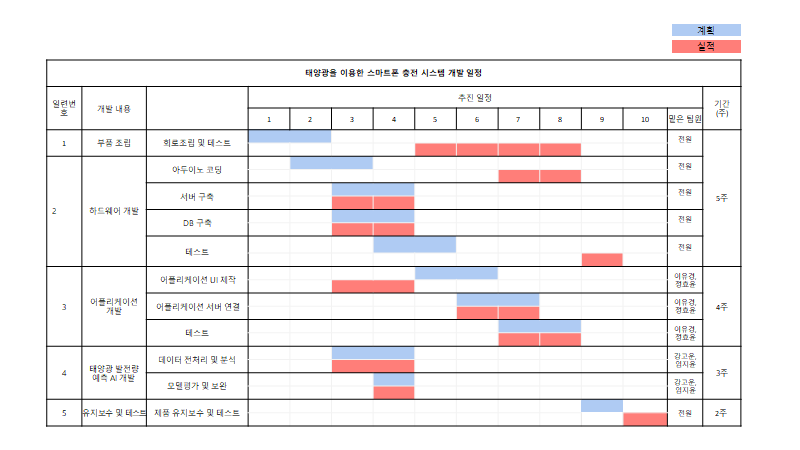 계획
실적
태양광을 이용한 스마트폰 충전 시스템 개발 일정
일련번
호
개발 내용
추진 일정
기간
(주)
1 2 3 4 5 6 7 8 9 10 맡은 팀원
1 부품 조립 회로조립 및 테스트 전원
5주
2 하드웨어 개발
아두이노 코딩 전원
서버 구축 전원
DB 구축 전원
테스트 전원
3 어플리케이션
개발
4주
어플리케이션 UI 제작 이유경,
정효윤
어플리케이션 서버 연결 이유경,
정효윤
테스트 이유경,
정효윤
4 태양광 발전량
예측 AI 개발
3주
데이터 전처리 및 분석 강고운,
엄지윤
모델평가 및 보완 강고운,
엄지윤
5 유지보수 및 테스트 제품 유지보수 및 테스트 전원 2주